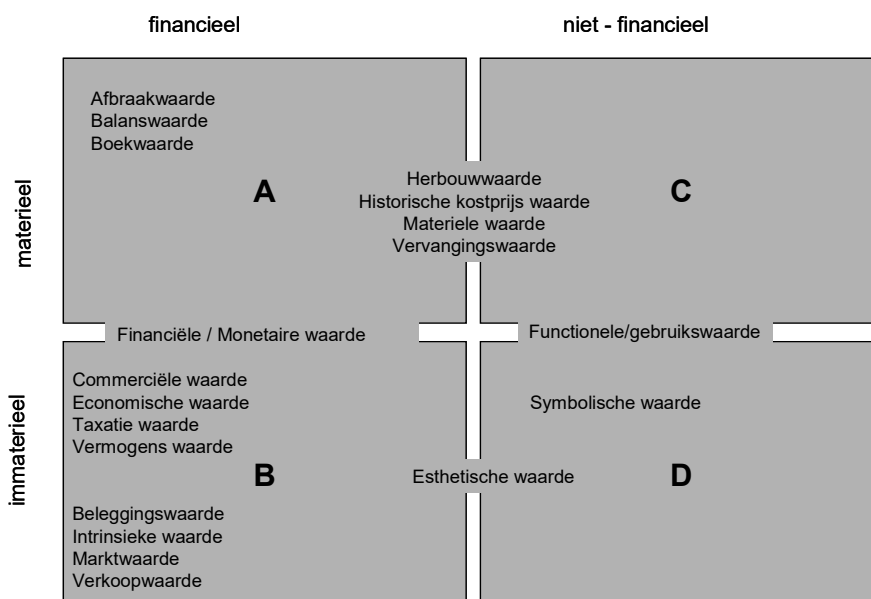 financieel
niet - financieel
materieel
Afbraakwaarde
Balanswaarde
Boekwaarde
A
Herbouwwaarde
Historische kostprijs waarde
Materiele waarde
Vervangingswaarde
C
Financiële / Monetaire waarde
Functionele/gebruikswaarde
immaterieel
Commerciële waarde
Economische waarde
Taxatie waarde
Vermogens waarde
B
Beleggingswaarde
Intrinsieke waarde
Marktwaarde
Verkoopwaarde
Symbolische waarde
Esthetische waarde
D